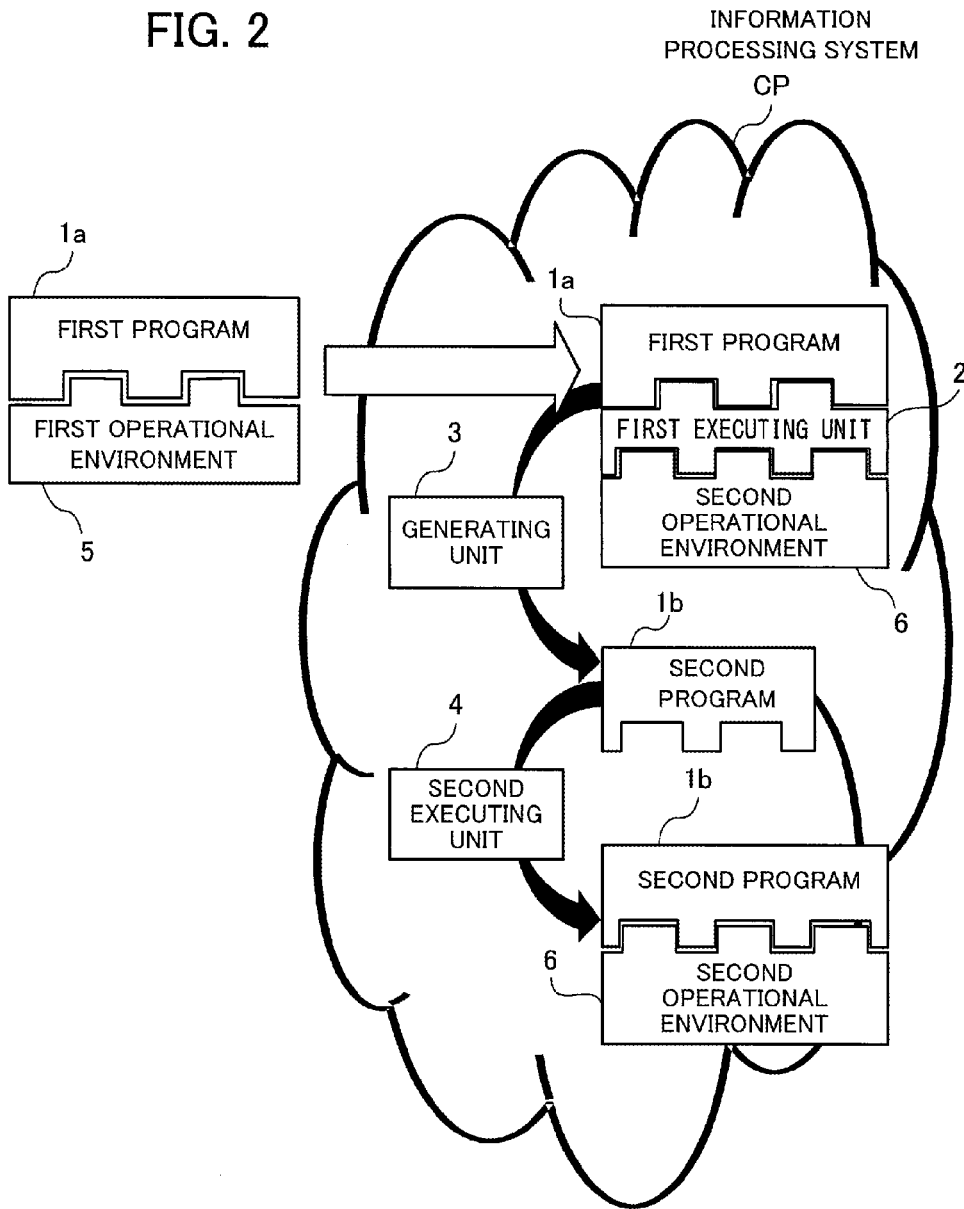 FIG. 2
INFORMATION
PROCESSING SYSTEM
CP
1a
FIRST PROGRAM
FIRST OPERATIONAL
ENVIRONMENT
5
1a
FIRST PROGRAM
2
FIRST EXECUTING UNIT
SECOND
OPERATIONAL
ENVIRONMENT
6
3
GENERATING
UNIT
1b
SECOND
PROGRAM
4
SECOND
EXECUTING
UNIT
1b
SECOND PROGRAM
6
SECOND
OPERATIONAL
ENVIRONMENT